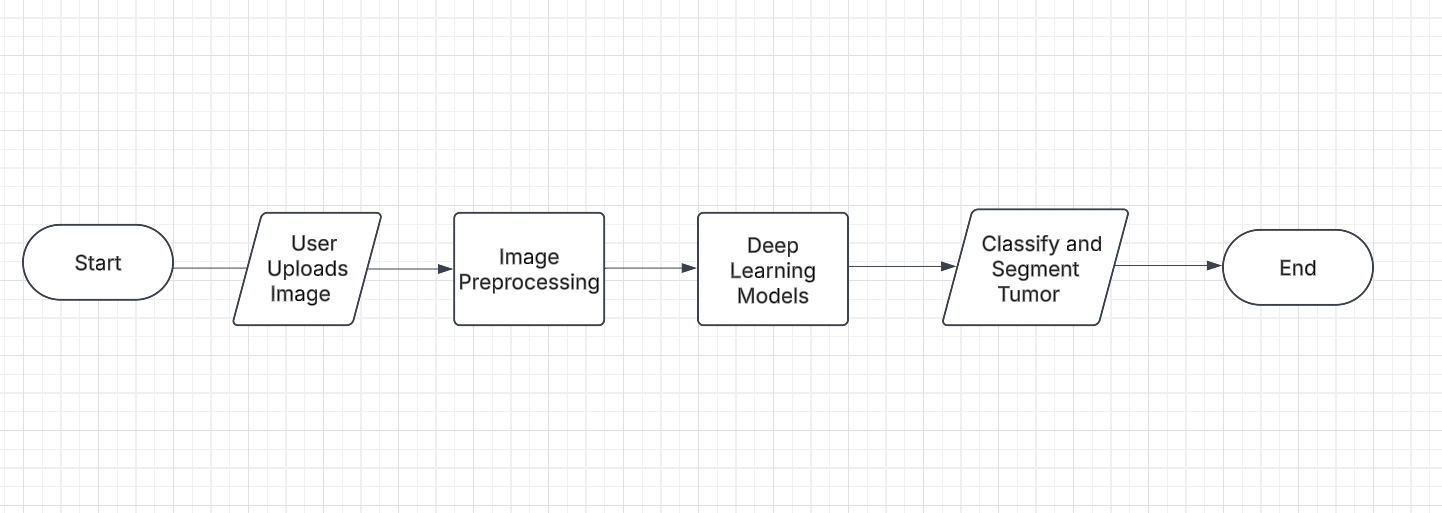 Start
User
Uploads
Image
Image
Preprocessing
Deep
Learning
Models
Classify and
Segment
Tumor
End